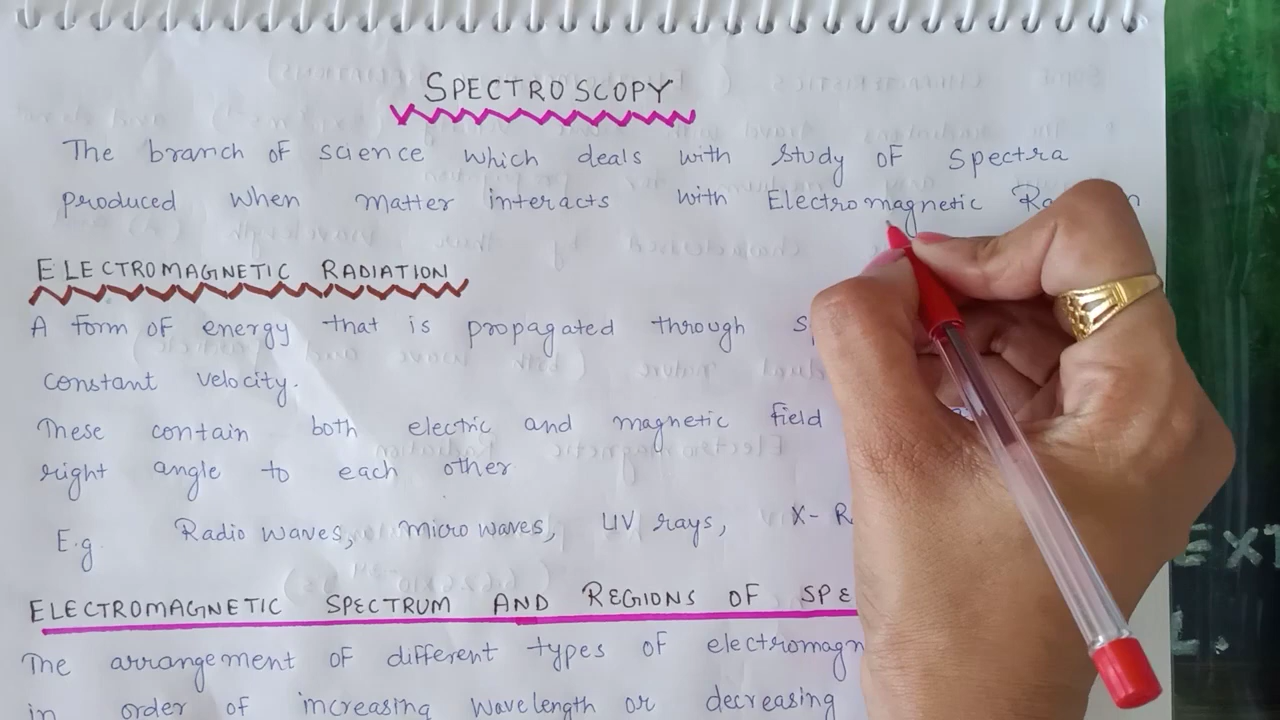 SPECTROSCOPY
The branch of science which deals with study of spectra
produced when matter interacts with Electromagnetic
ELECTROMAGNETIC RADIATION
A form of energy that is propagated through
constant velocity.
These contain both electric and magnetic field
right angle to each other
E.g. Radio waves, micro waves, UV rays, X-
ELECTROMAGNETIC SPECTRUM AND REGIONS OF
The arrangement of different types of
in order of increasing wavelength or decreasing